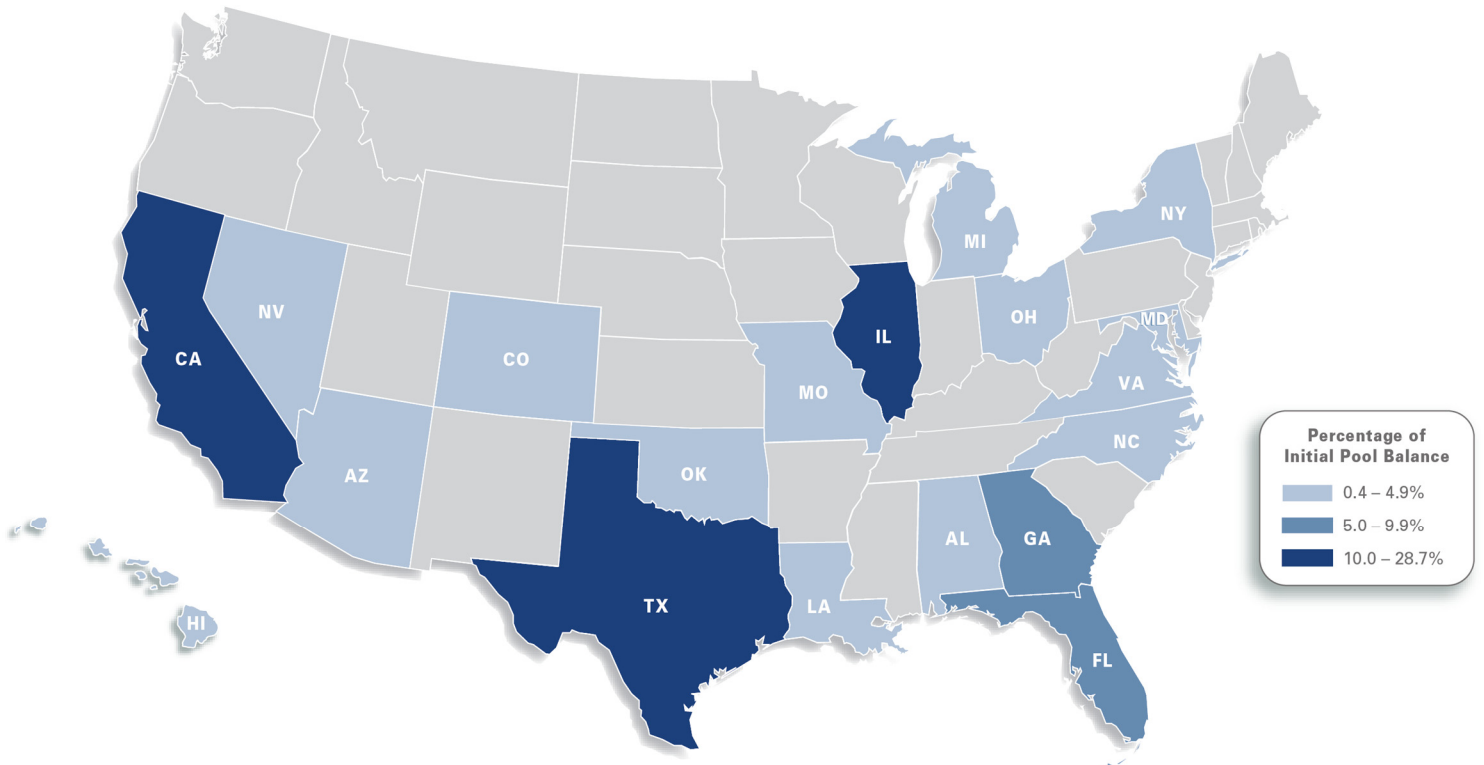 NY
MI
NV
OH
MD
IL
CA
CO
VA
MO
NC
AZ
OK
AL
GA
TX
LA
HI
FL
Percentage of
Initial Pool Balance
0.4 – 4.9%
5.0 – 9.9%
10.0 – 28.7%